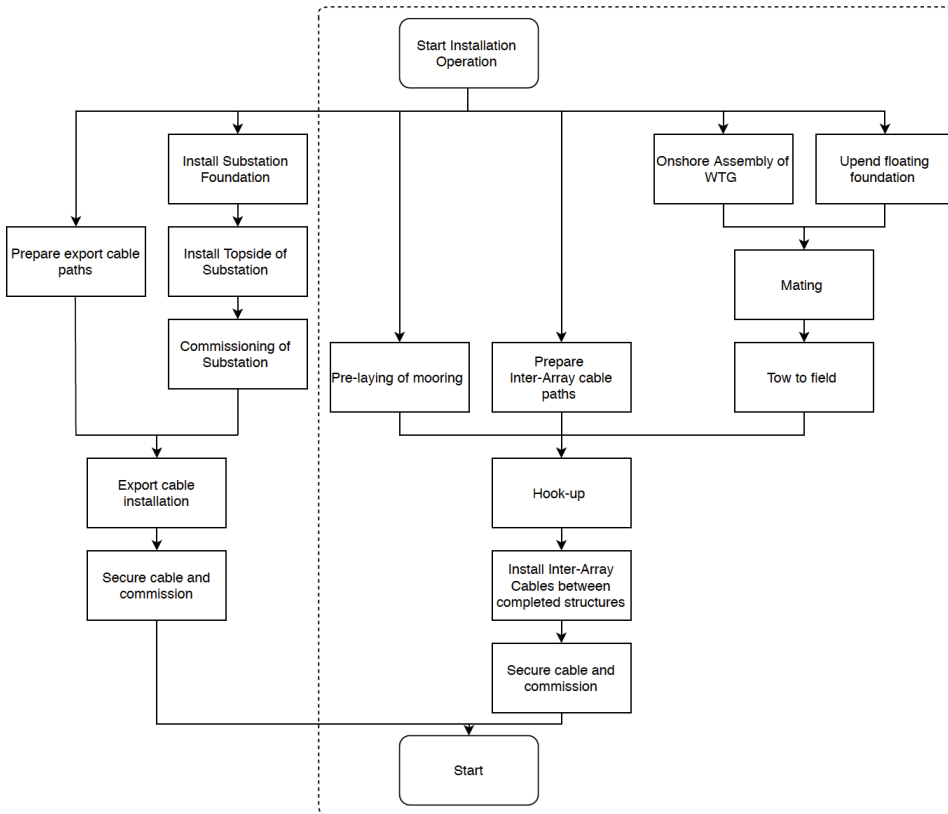 Start Installation
Operation
Install Substation
Foundation
Onshore Assembly of
WTG
Upend floating
foundation
Prepare export cable
paths
Install Topside of
Substation
Mating
Commissioning of
Substation
Pre-laying of mooring
Prepare
Inter-Array cable
paths
Tow to field
Export cable
installation
Hook-up
Secure cable and
commission
Install Inter-Array
Cables between
completed structures
Secure cable and
commission
Start